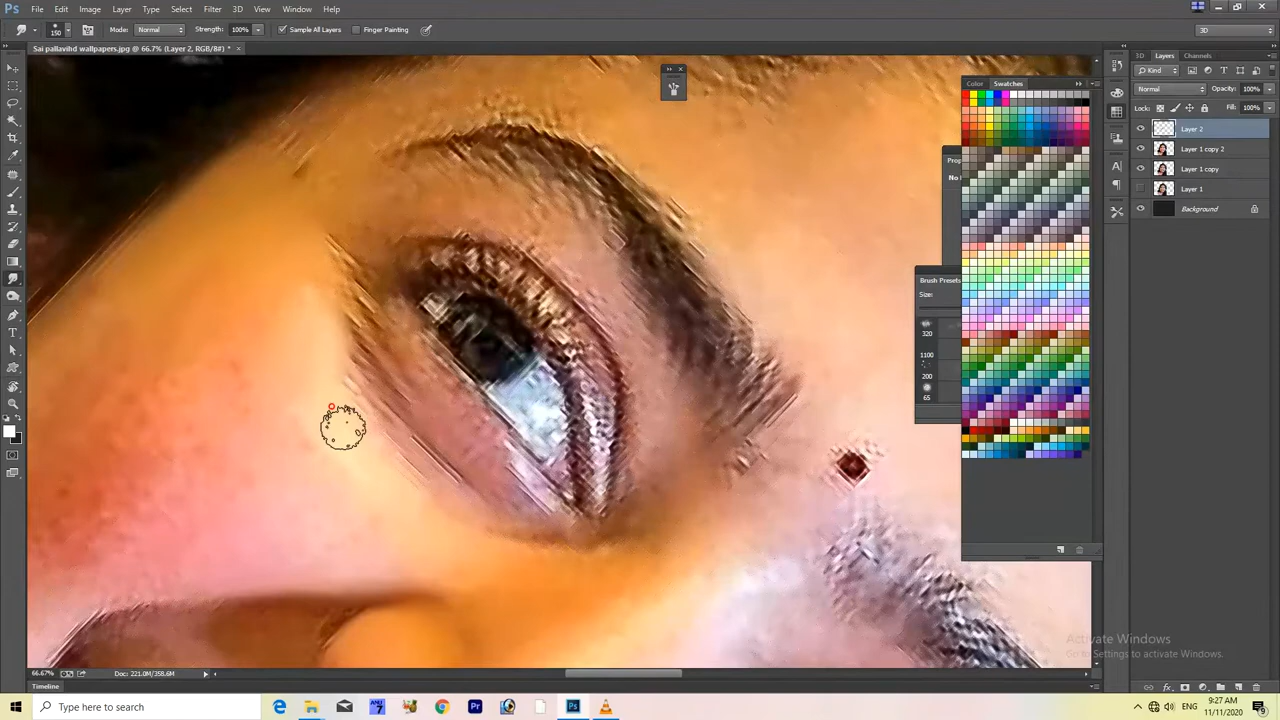 Ps File Edit Image Layer Type Select Filter 3D View Window Help
150 Mode: Normal Strength: 100% Sample All Layers Finger Painting 3D
Sai pallavihd wallpapers.jpg @ 66.7% (Layer 2, RGB/8#) * ×
3D Layers Channels
Kind
Normal Opacity: 100%
Lock: Fill: 100%
Layer 2
Layer 1 copy 2
Layer 1 copy
Layer 1
Background
Color Swatches
Prop
No
Brush Presets
Size:
320
1100
200
65
Activate Windows
Go to Settings to activate Windows.
66.67% Doc: 221.0M/358.6M
Timeline
Type here to search
ENG
9:27 AM
11/11/2020